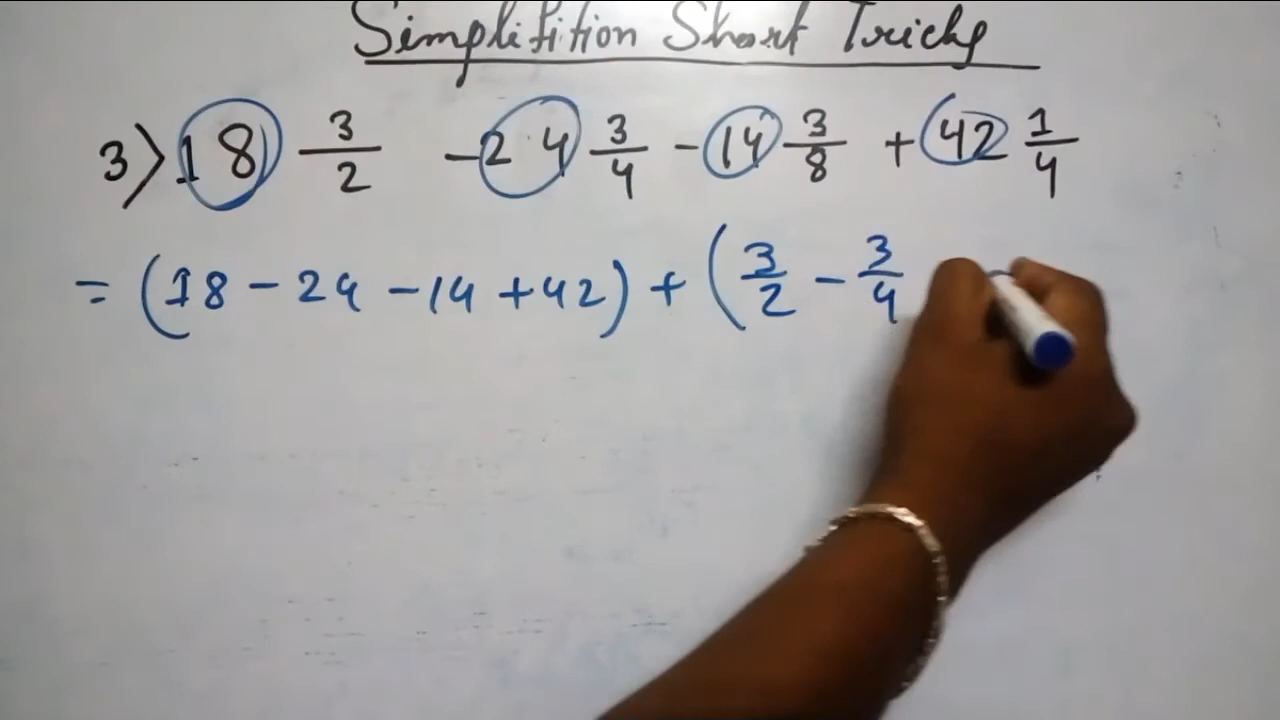 Simplifition Short Tricks
3) 18 3/2 - 24 3/4 - 14 3/8 + 42 1/4
= (18 - 24 - 14 + 42) + (3/2 - 3/4